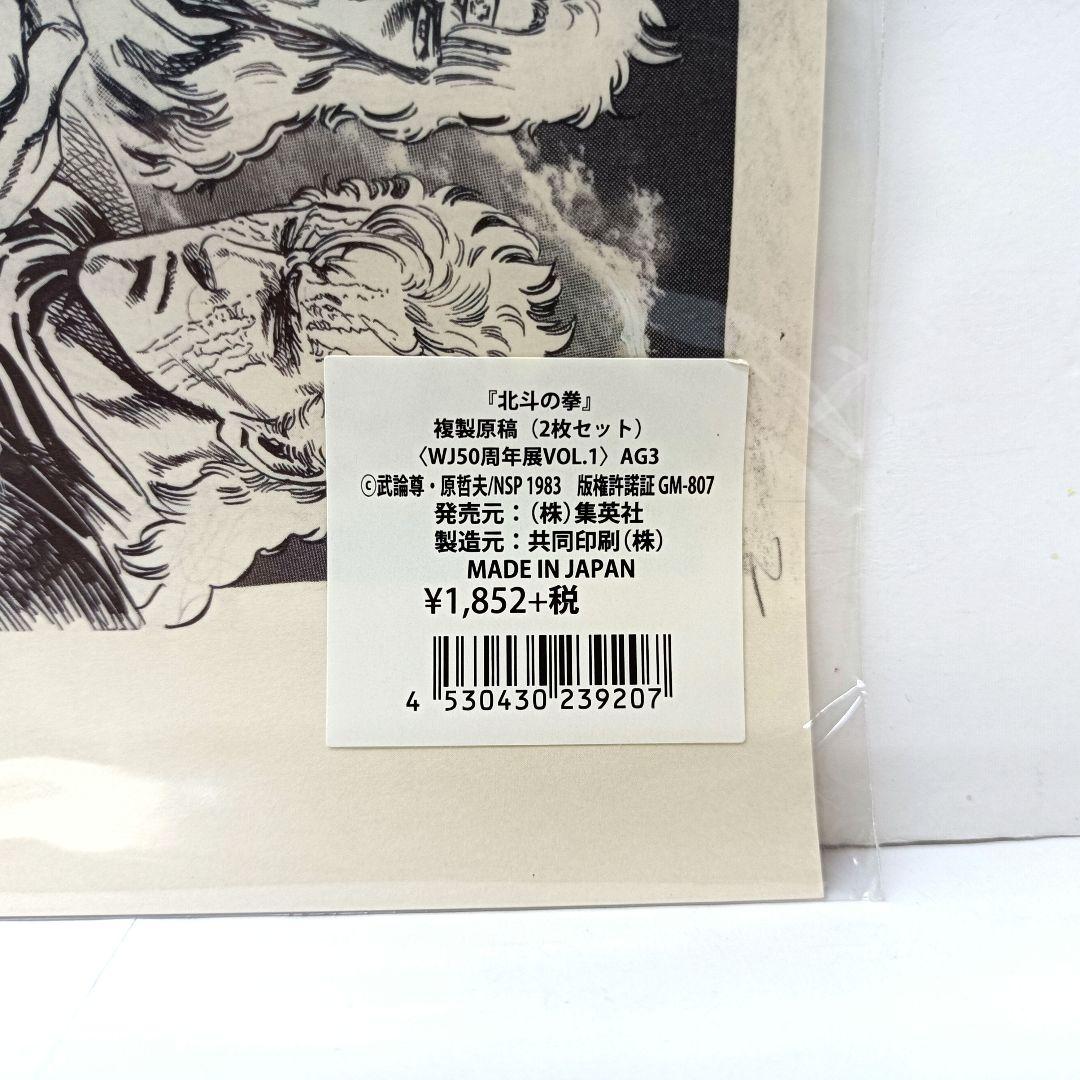 『北斗の拳』
複製原稿（2枚セット）
〈WJ50周年展VOL.1〉 AG3
ⓒ武論尊・原哲夫/NSP 1983　版権許諾証 GM-807
発売元：（株）集英社
製造元：共同印刷（株）
MADE IN JAPAN
¥1,852+税
4 530430 239207